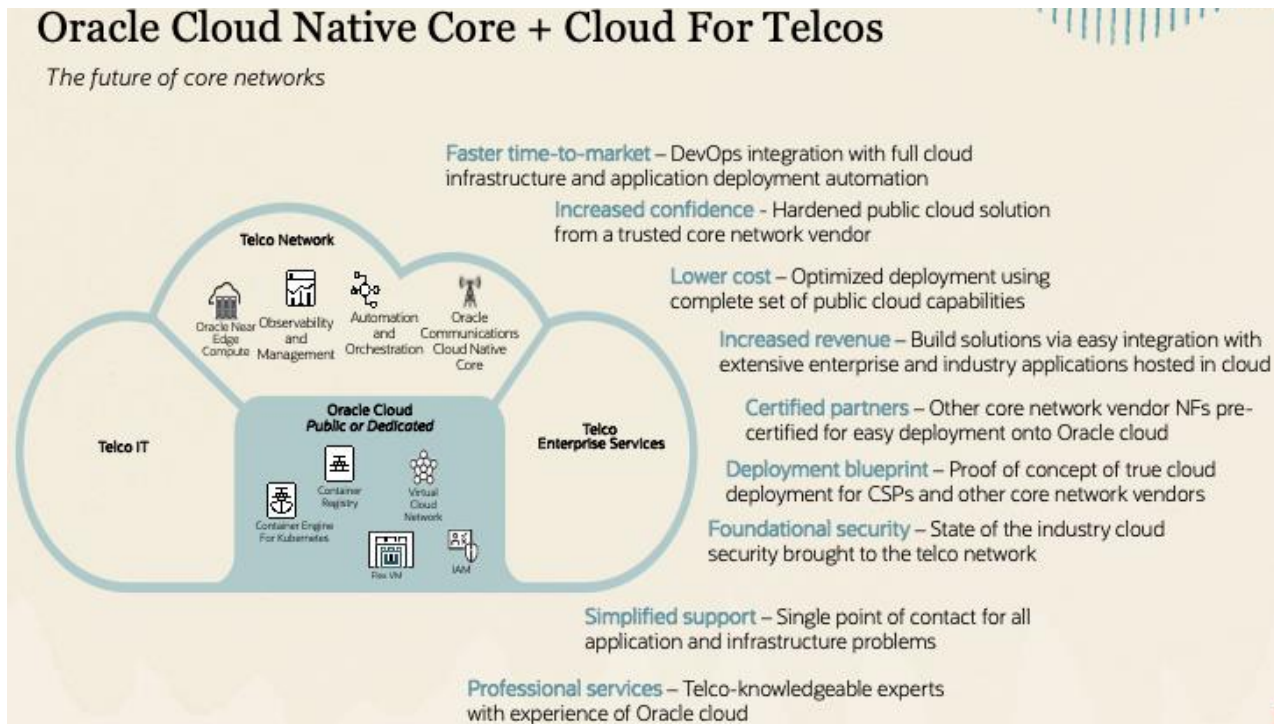 Oracle Cloud Native Core + Cloud For Telcos
The future of core networks
Faster time-to-market – DevOps integration with full cloud
infrastructure and application deployment automation
Increased confidence - Hardened public cloud solution
from a trusted core network vendor
Lower cost – Optimized deployment using
complete set of public cloud capabilities
Increased revenue – Build solutions via easy integration with
extensive enterprise and industry applications hosted in cloud
Certified partners – Other core network vendor NFs pre-
certified for easy deployment onto Oracle cloud
Deployment blueprint – Proof of concept of true cloud
deployment for CSPs and other core network vendors
Foundational security – State of the industry cloud
security brought to the telco network
Simplified support – Single point of contact for all
application and infrastructure problems
Professional services – Telco-knowledgeable experts
with experience of Oracle cloud
Telco Network
Oracle Near
Edge
Compute
Observability
and
Management
Automation
and
Orchestration
Oracle
Communications
Cloud Native
Core
Telco IT
Oracle Cloud
Public or Dedicated
Container
Registry
Virtual
Cloud
Network
Container Engine
For Kubernetes
Flex VM
IAM
Telco
Enterprise Services